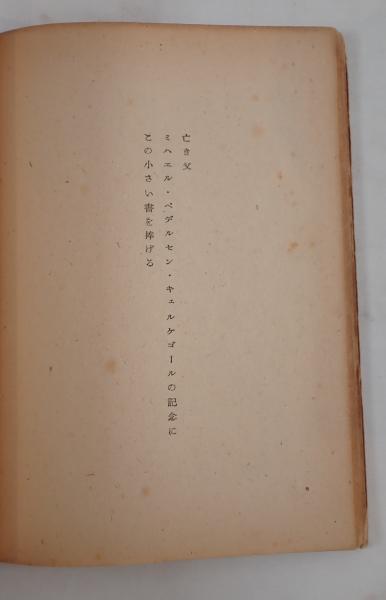 亡き父
ミハエル・ペデルセン・キェルケゴールの記念に
この小さい書を捧げる